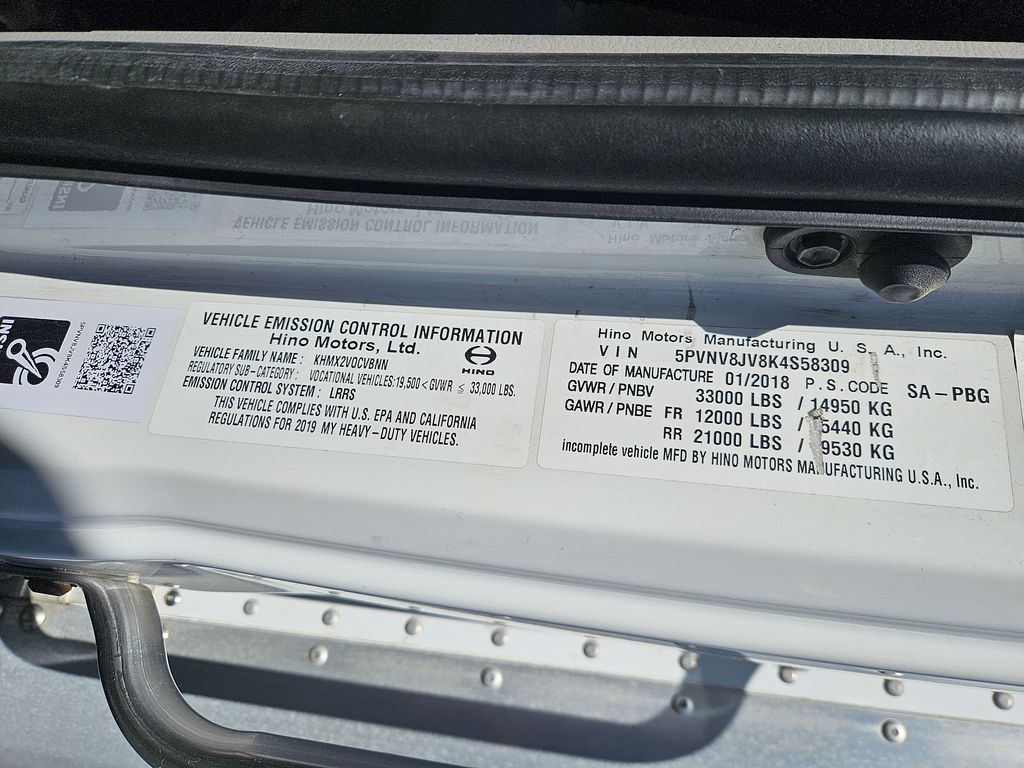 INSI
5PVNV8JV8K4S58309
VEHICLE EMISSION CONTROL INFORMATION
Hino Motors, Ltd.
HINO
VEHICLE FAMILY NAME : KHMX2VOCVBNN
REGULATORY SUB-CATEGORY : VOCATIONAL VEHICLES:19,500<GVWR ≤ 33,000 LBS.
EMISSION CONTROL SYSTEM : LRRS
THIS VEHICLE COMPLIES WITH U.S. EPA AND CALIFORNIA
REGULATIONS FOR 2019 MY HEAVY-DUTY VEHICLES.
Hino Motors Manufacturing U. S. A., Inc.
VIN 5PVNV8JV8K4S58309
DATE OF MANUFACTURE 01/2018 P.S.CODE SA-PBG
GVWR / PNBV 33000 LBS / 14950 KG
GAWR / PNBE FR 12000 LBS / 5440 KG
RR 21000 LBS / 9530 KG
incomplete vehicle MFD BY HINO MOTORS MANUFACTURING U.S.A., Inc.